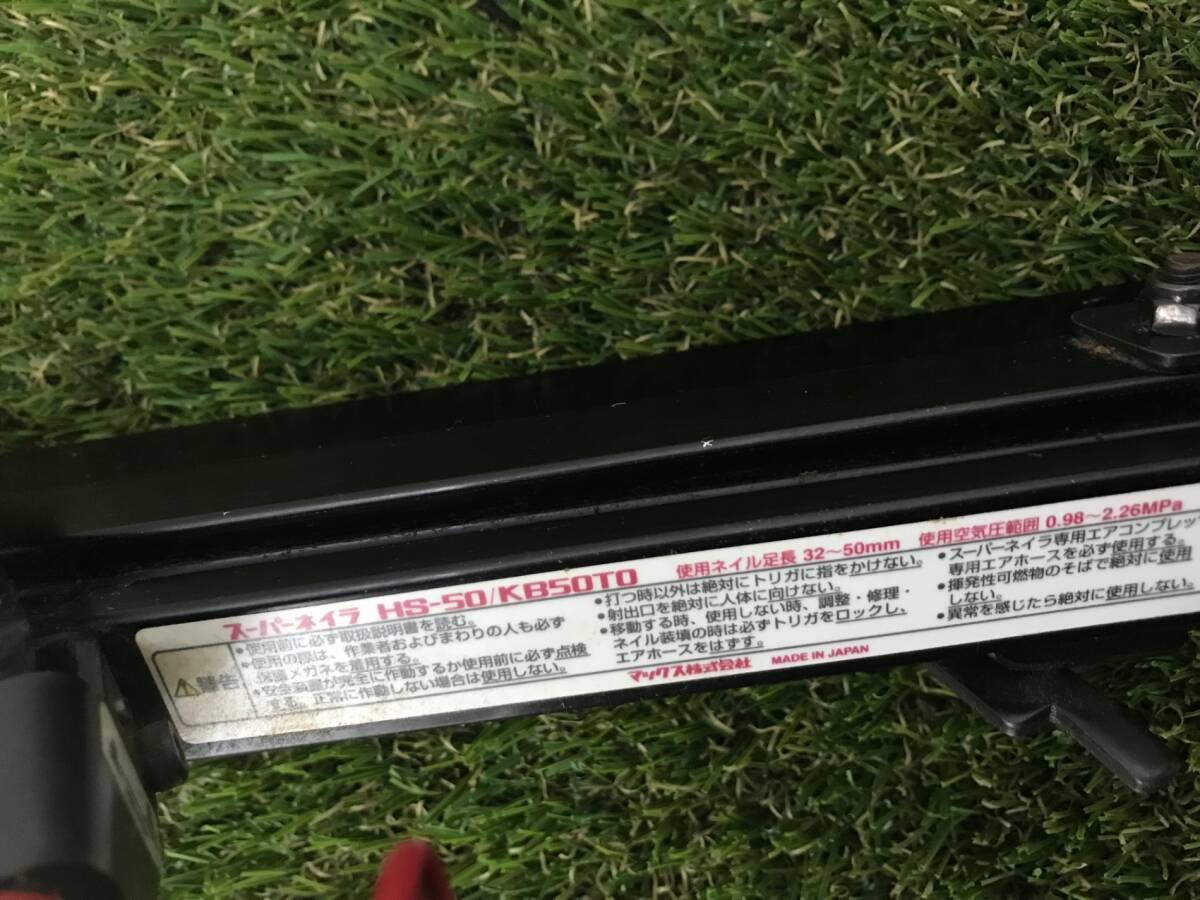 スーパーネイラ HS-50/KB50TO 使用ネイル足長 32〜50mm 使用空気圧範囲 0.98〜2.26MPa
警告
•使用前に必ず取扱説明書を読む。
•使用の際は、作業者およびまわりの人も必ず
保護メガネを着用する。
•安全装置が完全に作動するか使用前に必ず点検
する。正常に作動しない場合は使用しない。
•打つ時以外は絶対にトリガに指をかけない。
•射出口を絶対に人体に向けない。
•移動する時、使用しない時、調整・修理・
ネイル装填の時は必ずトリガをロックし、
エアホースをはずす。
•スーパーネイラ専用エアコンプレッ
専用エアホースを必ず使用する。
•揮発性可燃物のそばで絶対に使用
しない。
•異常を感じたら絶対に使用しない。
マックス株式会社 MADE IN JAPAN